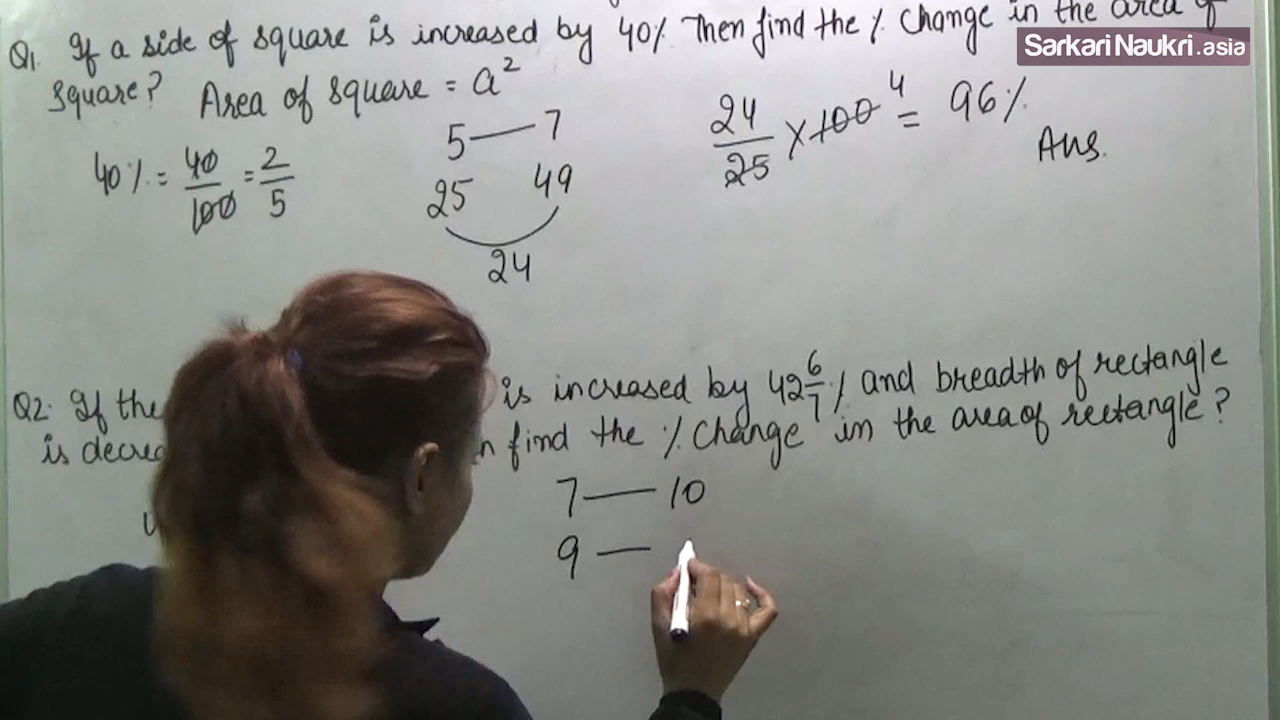 Q1. If a side of square is increased by 40%. Then find the % change in the area of
square? Area of square = a²
SarkariNaukri.asia
40% = 40/100 = 2/5
5 — 7
25 49
24
24/25 × 100 4 = 96%
Ans.
Q2. If the is increased by 42 6/7 % and breadth of rectangle
is find the % change in the area of rectangle?
7 — 10
9 —